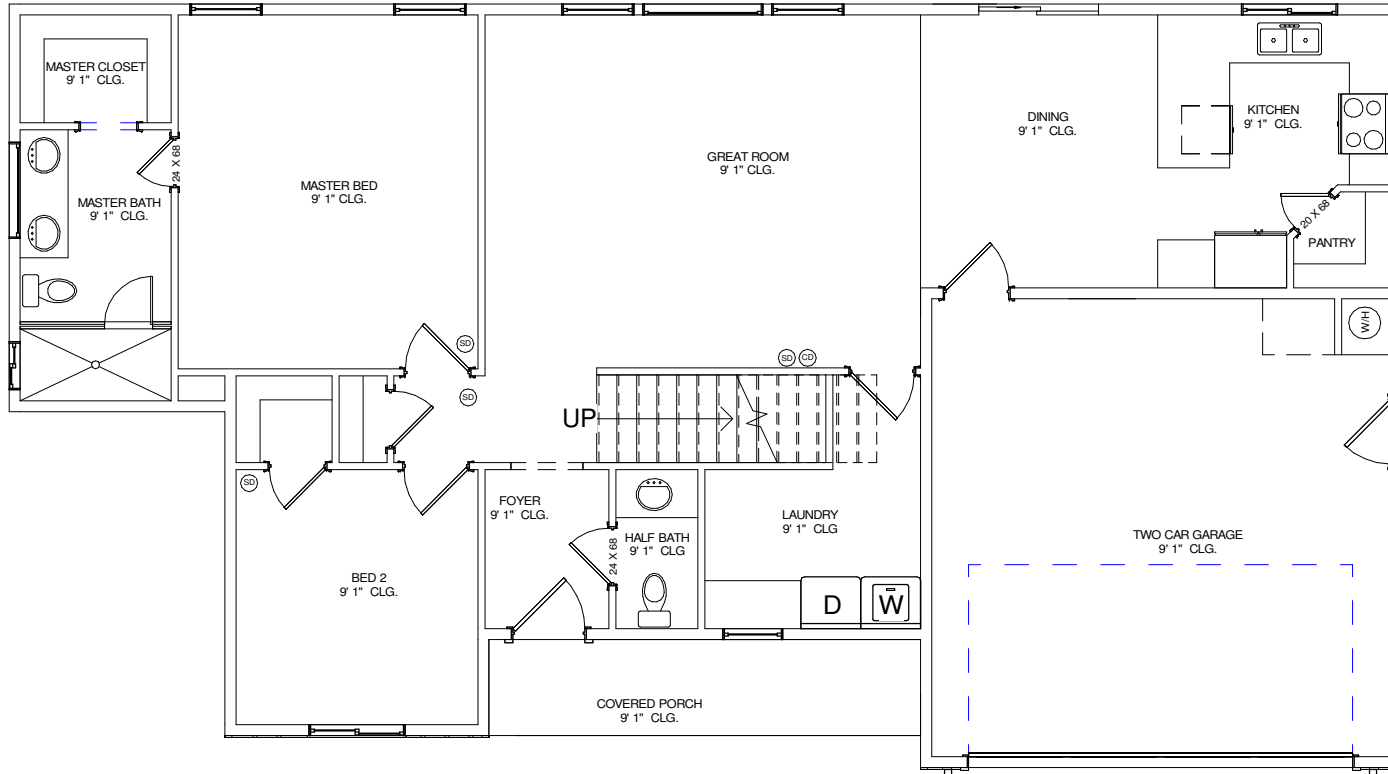 MASTER CLOSET
9' 1" CLG.
24 X 68
MASTER BATH
9' 1" CLG.
MASTER BED
9' 1" CLG.
GREAT ROOM
9' 1" CLG.
DINING
9' 1" CLG.
KITCHEN
9' 1" CLG.
20 X 68
PANTRY
W/H
SD
SD
CD
SD
UP
SD
FOYER
9' 1" CLG.
LAUNDRY
9' 1" CLG
HALF BATH
9' 1" CLG
24 X 68
TWO CAR GARAGE
9' 1" CLG.
BED 2
9' 1" CLG.
D
W
COVERED PORCH
9' 1" CLG.